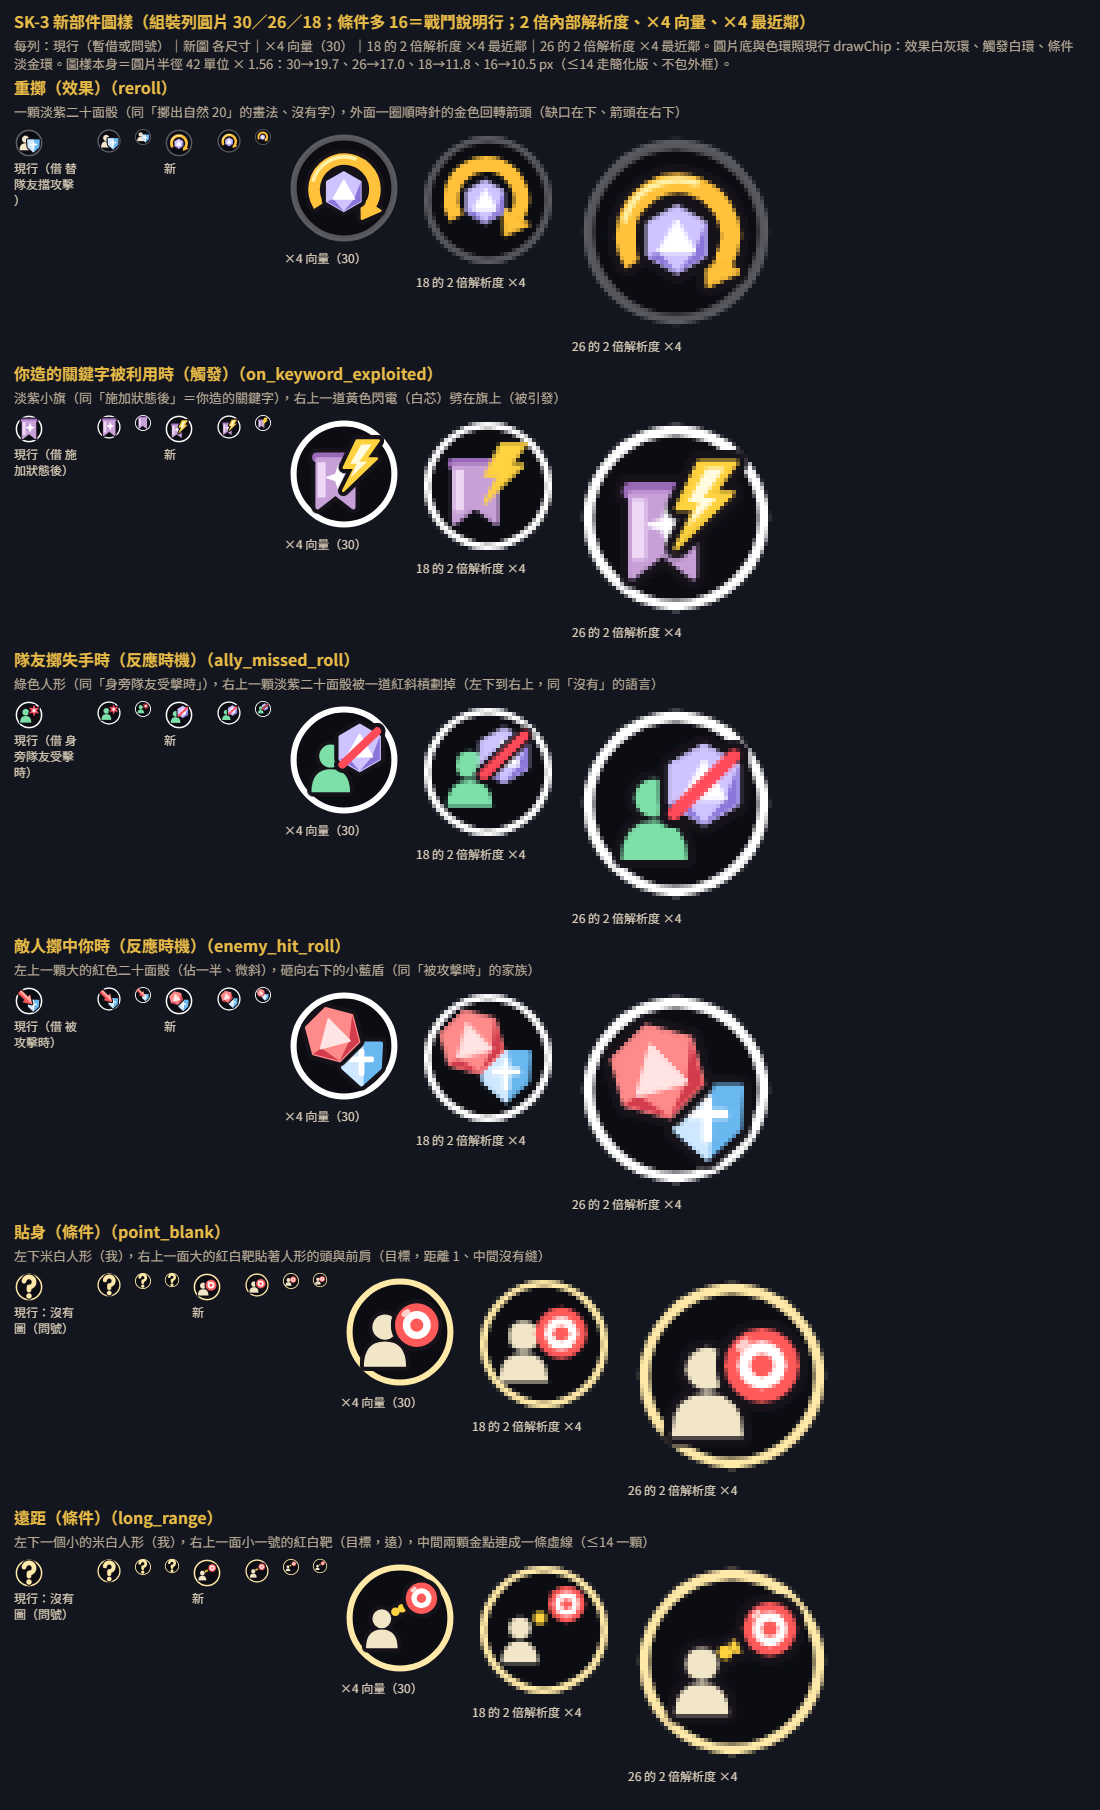 SK-3 新部件圖樣（組裝列圓片 30／26／18；條件多 16＝戰鬥說明行；2 倍內部解析度、×4 向量、×4 最近鄰）
每列：現行（暫借或問號）｜新圖 各尺寸｜×4 向量（30）｜18 的 2 倍解析度 ×4 最近鄰｜26 的 2 倍解析度 ×4 最近鄰。圓片底與色環照現行 drawChip：效果白灰環、觸發白環、條件
淡金環。圖樣本身＝圓片半徑 42 單位 × 1.56：30→19.7、26→17.0、18→11.8、16→10.5 px（≤14 走簡化版、不包外框）。
重擲（效果）（reroll）
一顆淡紫二十面骰（同「擲出自然 20」的畫法、沒有字），外面一圈順時針的金色回轉箭頭（缺口在下、箭頭在右下）
現行（借 替
隊友擋攻擊
）
新
×4 向量（30）
18 的 2 倍解析度 ×4
26 的 2 倍解析度 ×4
你造的關鍵字被利用時（觸發）（on_keyword_exploited）
淡紫小旗（同「施加狀態後」＝你造的關鍵字），右上一道黃色閃電（白芯）劈在旗上（被引發）
現行（借 施
加狀態後）
新
×4 向量（30）
18 的 2 倍解析度 ×4
26 的 2 倍解析度 ×4
隊友擲失手時（反應時機）（ally_missed_roll）
綠色人形（同「身旁隊友受擊時」），右上一顆淡紫二十面骰被一道紅斜槓劃掉（左下到右上，同「沒有」的語言）
現行（借 身
旁隊友受擊
時）
新
×4 向量（30）
18 的 2 倍解析度 ×4
26 的 2 倍解析度 ×4
敵人擲中你時（反應時機）（enemy_hit_roll）
左上一顆大的紅色二十面骰（佔一半、微斜），砸向右下的小藍盾（同「被攻擊時」的家族）
現行（借 被
攻擊時）
新
×4 向量（30）
18 的 2 倍解析度 ×4
26 的 2 倍解析度 ×4
貼身（條件）（point_blank）
左下米白人形（我），右上一面大的紅白靶貼著人形的頭與前肩（目標，距離 1、中間沒有縫）
? ? ? ?
現行：沒有
圖（問號）
新
×4 向量（30）
18 的 2 倍解析度 ×4
26 的 2 倍解析度 ×4
遠距（條件）（long_range）
左下一個小的米白人形（我），右上一面小一號的紅白靶（目標，遠），中間兩顆金點連成一條虛線（≤14 一顆）
? ? ? ?
現行：沒有
圖（問號）
新
×4 向量（30）
18 的 2 倍解析度 ×4
26 的 2 倍解析度 ×4